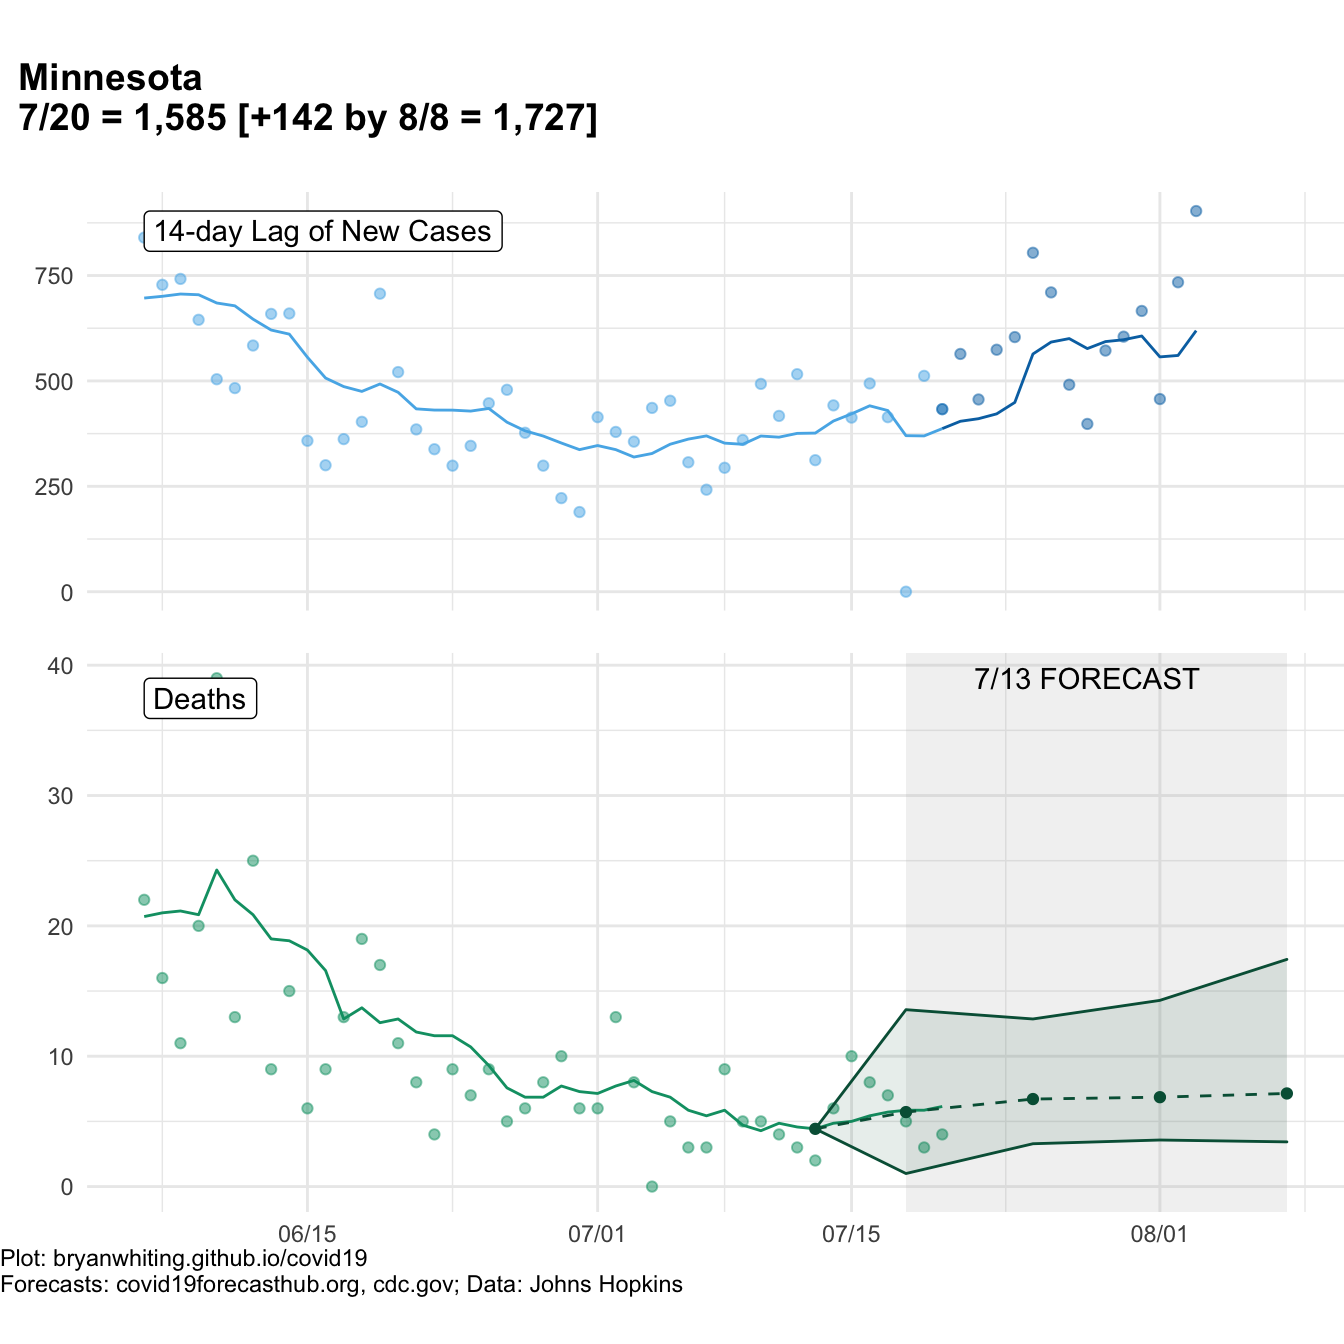 Minnesota
7/20 = 1,585 [+142 by 8/8 = 1,727]
14-day Lag of New Cases
750
500
250
0
40
7/13 FORECAST
Deaths
30
20
10
0
06/15
07/01
07/15
08/01
Plot: bryanwhiting.github.io/covid19
Forecasts: covid19forecasthub.org, cdc.gov; Data: Johns Hopkins